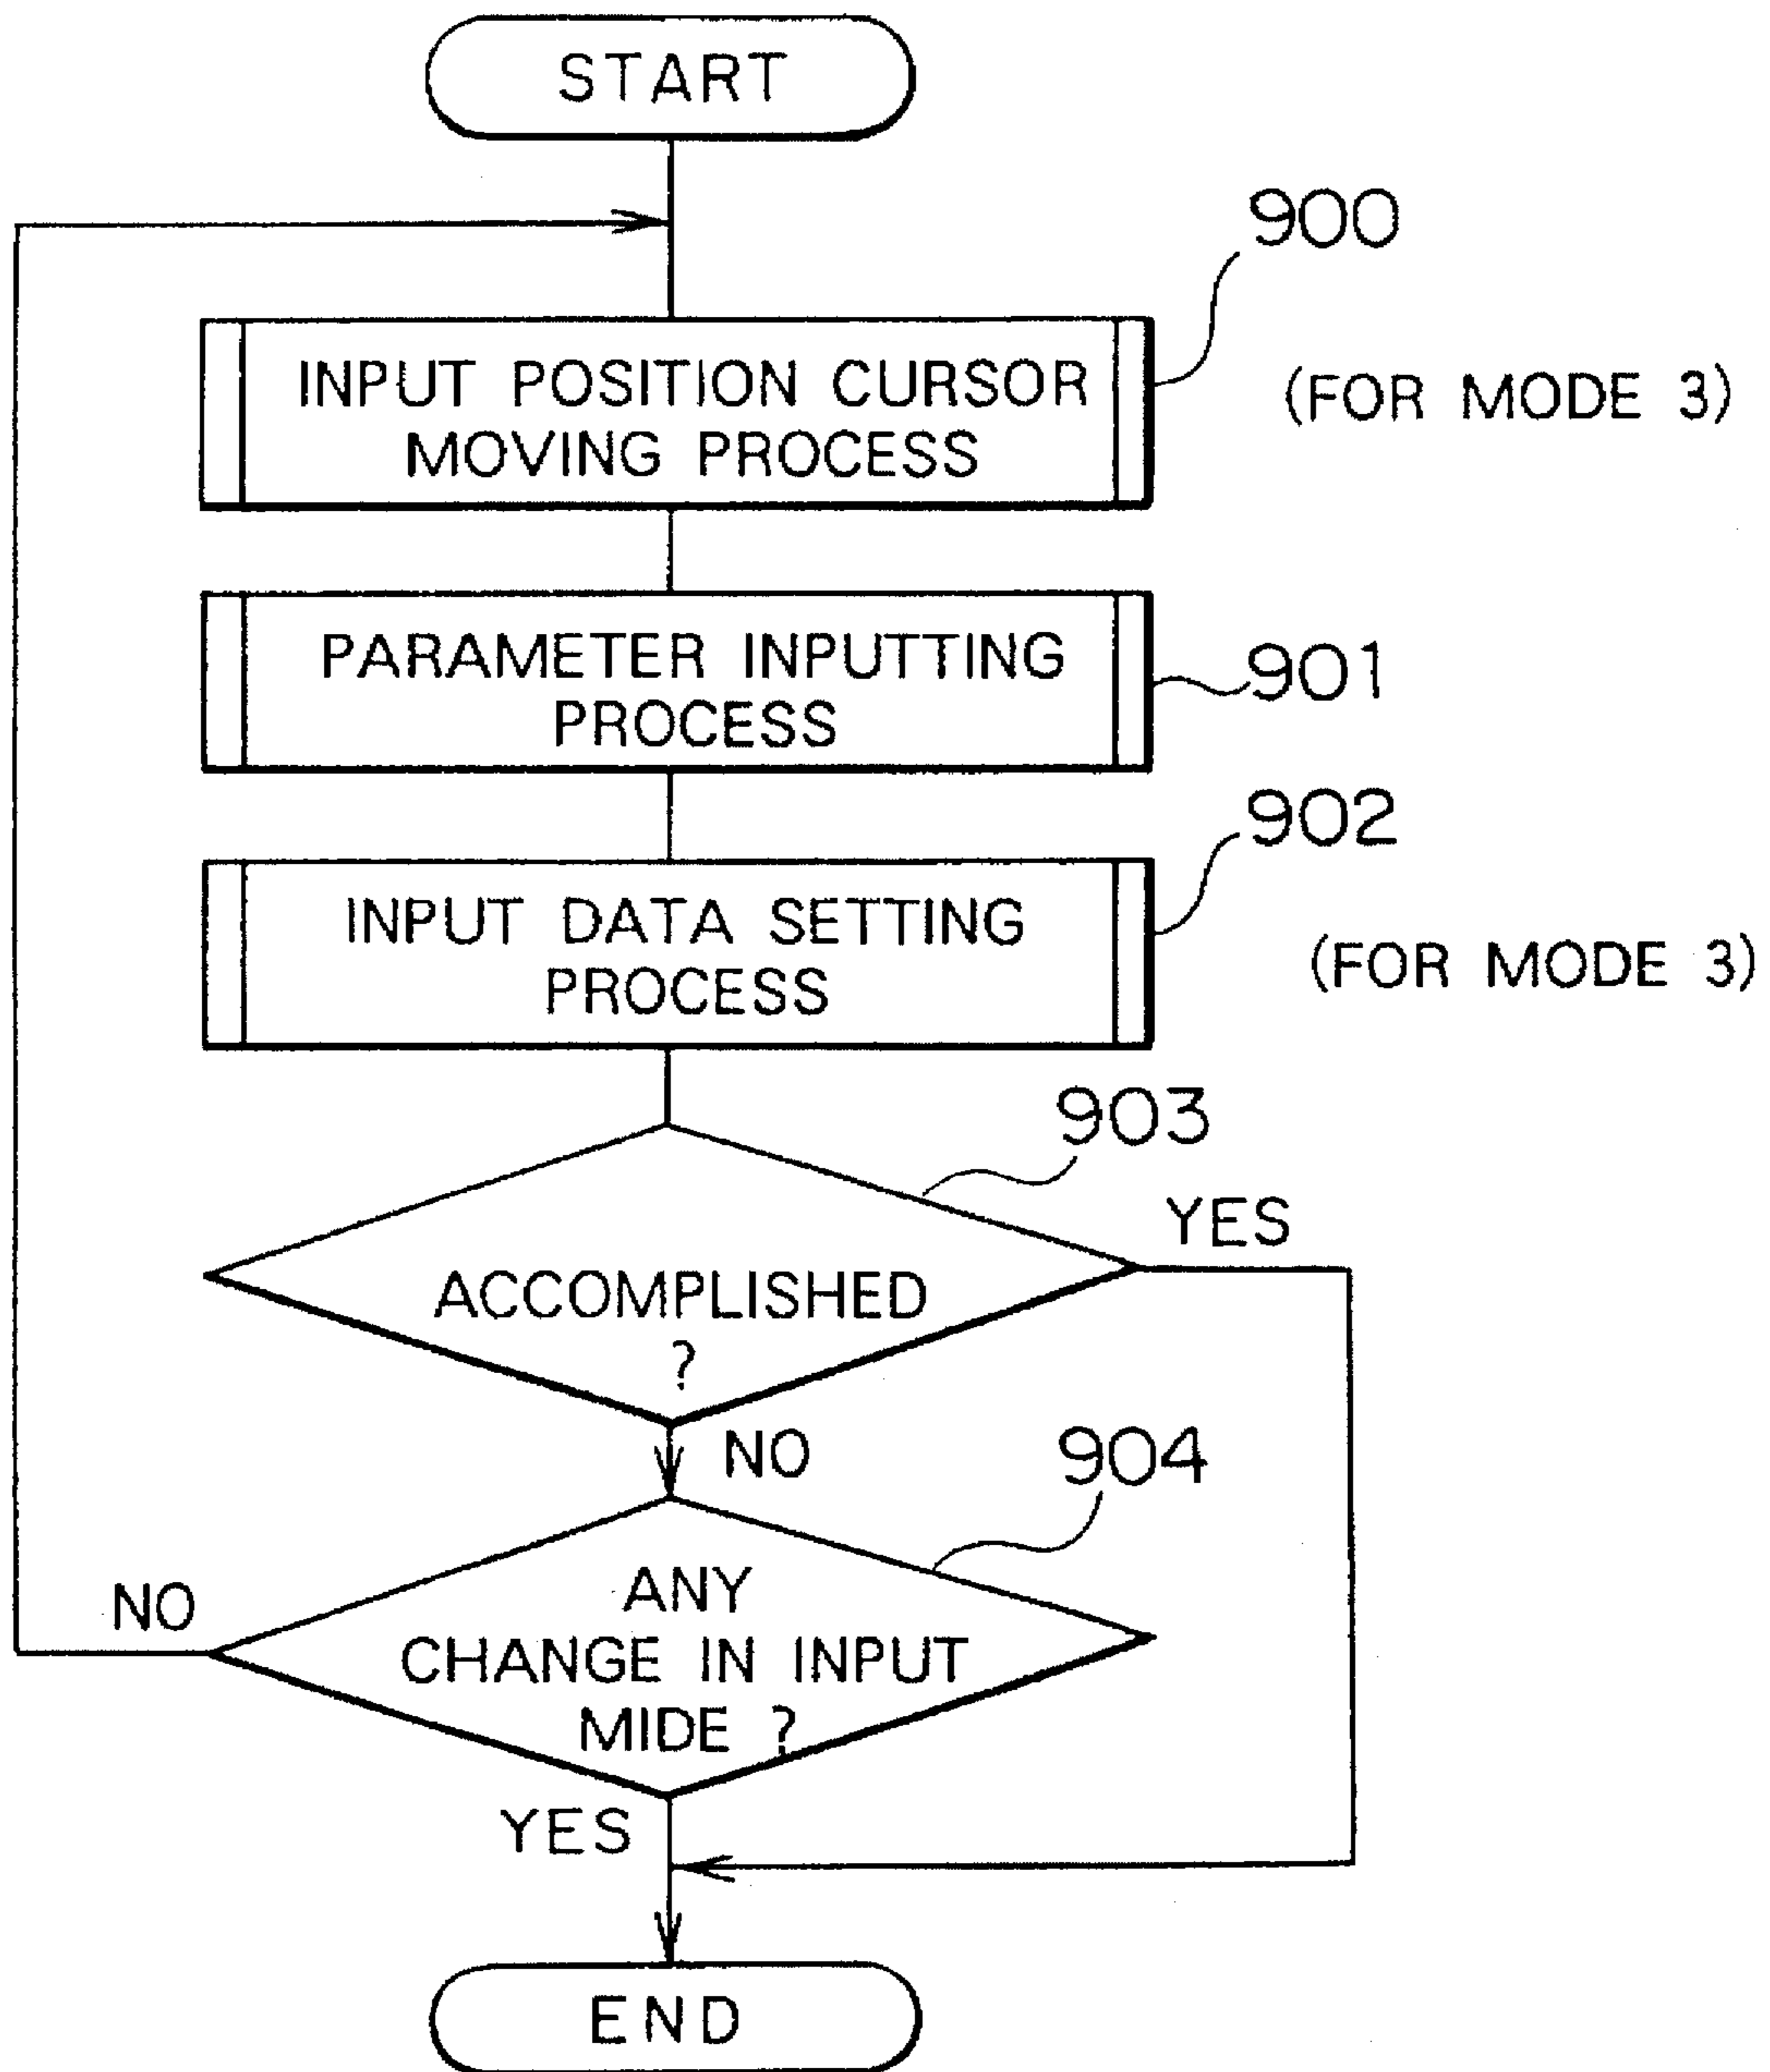 START
900
INPUT POSITION CURSOR
MOVING PROCESS
(FOR MODE 3)
PARAMETER INPUTTING
PROCESS
901
902
INPUT DATA SETTING
PROCESS
(FOR MODE 3)
903
YES
ACCOMPLISHED
?
NO
904
ANY
CHANGE IN INPUT
MIDE ?
NO
YES
END